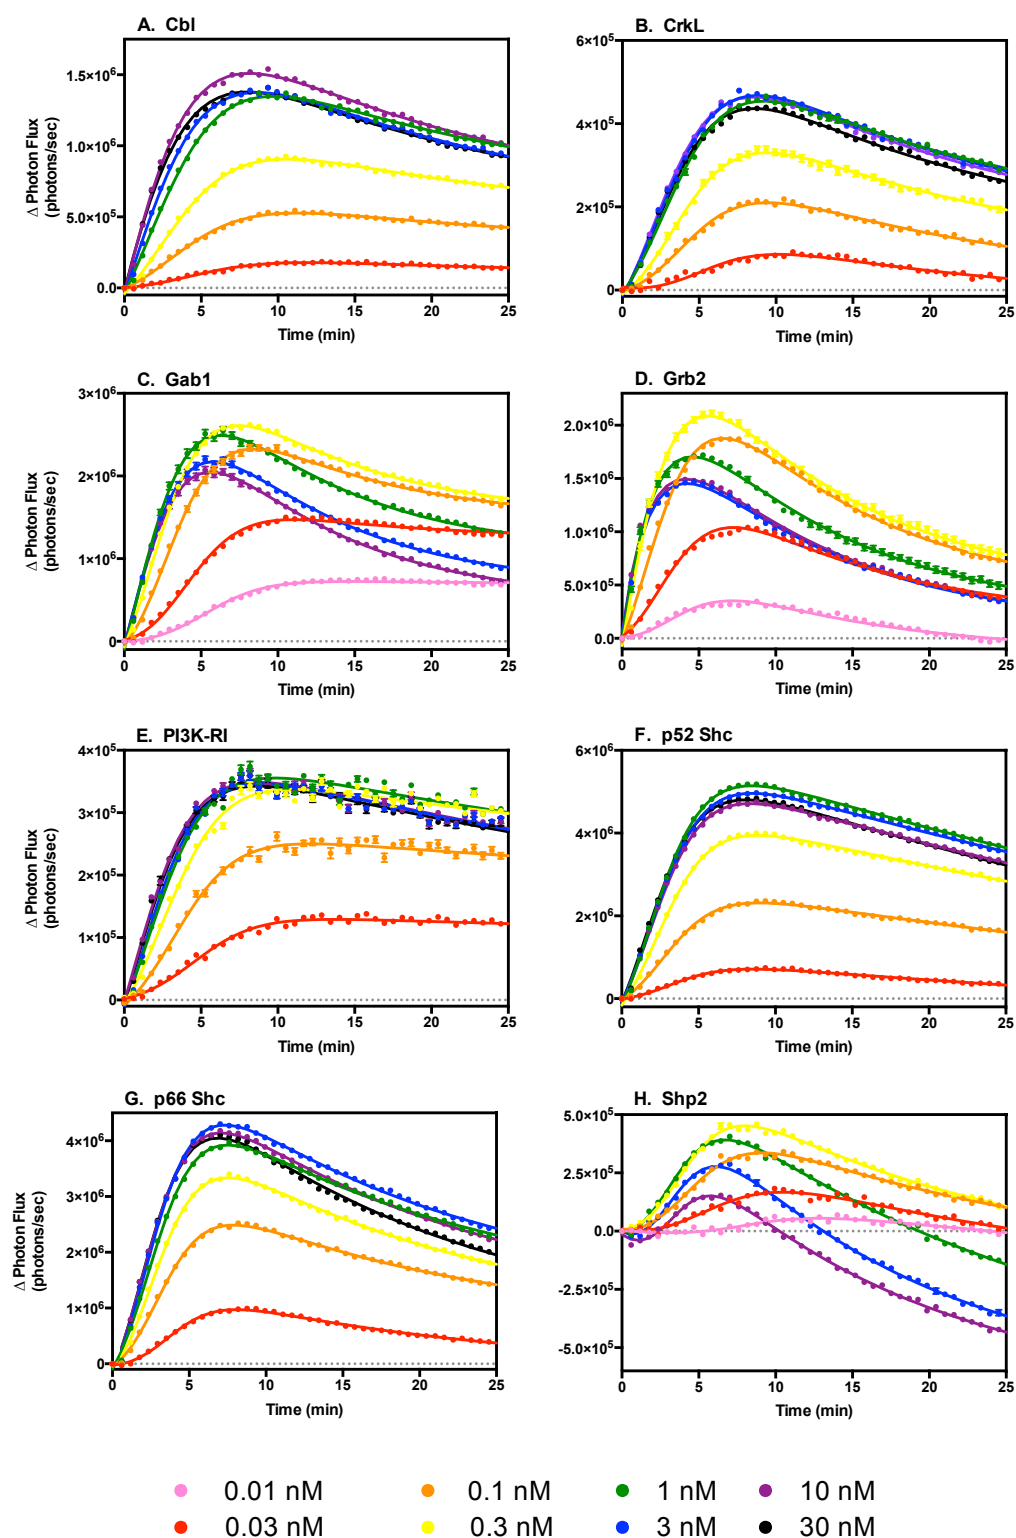 A. Cbl
Δ Photon Flux
(photons/sec)
1.5×10⁶
1.0×10⁶
5.0×10⁵
0.0
0 5 10 15 20 25
Time (min)
B. CrkL
6×10⁵
4×10⁵
2×10⁵
0
0 5 10 15 20 25
Time (min)
C. Gab1
Δ Photon Flux
(photons/sec)
3×10⁶
2×10⁶
1×10⁶
0
0 5 10 15 20 25
Time (min)
D. Grb2
2.0×10⁶
1.5×10⁶
1.0×10⁶
5.0×10⁵
0.0
0 5 10 15 20 25
Time (min)
E. PI3K-RI
Δ Photon Flux
(photons/sec)
4×10⁵
3×10⁵
2×10⁵
1×10⁵
0
0 5 10 15 20 25
Time (min)
F. p52 Shc
6×10⁶
4×10⁶
2×10⁶
0
0 5 10 15 20 25
Time (min)
G. p66 Shc
Δ Photon Flux
(photons/sec)
4×10⁶
3×10⁶
2×10⁶
1×10⁶
0
0 5 10 15 20 25
Time (min)
H. Shp2
5.0×10⁵
2.5×10⁵
0.0
-2.5×10⁵
-5.0×10⁵
0 5 10 15 20 25
Time (min)
0.01 nM 0.1 nM 1 nM 10 nM
0.03 nM 0.3 nM 3 nM 30 nM